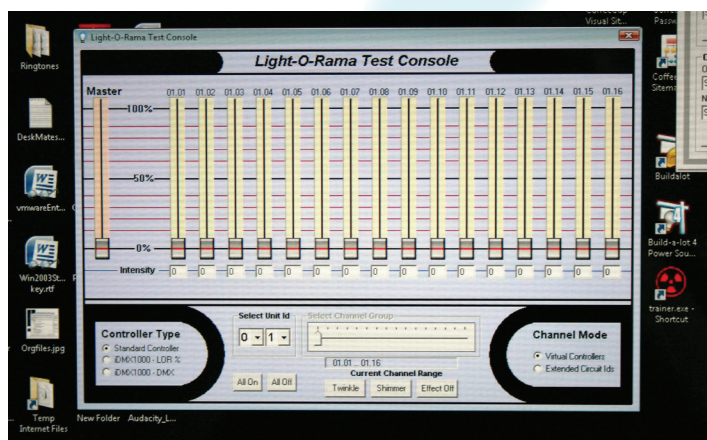 Visual Sit...
Passw
Ringtones
DeskMates...
vmwareEnt...
Win2003St...
key.rtf
Orgfiles.jpg
Temp
Internet Files
New Folder
Audacity_L...
Coffee
Sitema
Buildalot
Build-a-lot 4
Power Sou...
trainer.exe -
Shortcut
Light-O-Rama Test Console
Light-O-Rama Test Console
Master 01.01 01.02 01.03 01.04 01.05 01.06 01.07 01.08 01.09 01.10 01.11 01.12 01.13 01.14 01.15 01.16
100%
50%
0%
Intensity 0 0 0 0 0 0 0 0 0 0 0 0 0 0 0 0
Controller Type
Standard Controller
iDMX1000 - LOR %
iDMX1000 - DMX
Select Unit Id
0 1
All On All Off
Select Channel Group
01.01 .. 01.16
Current Channel Range
Twinkle Shimmer Effect Off
Channel Mode
Virtual Controllers
Extended Circuit Ids